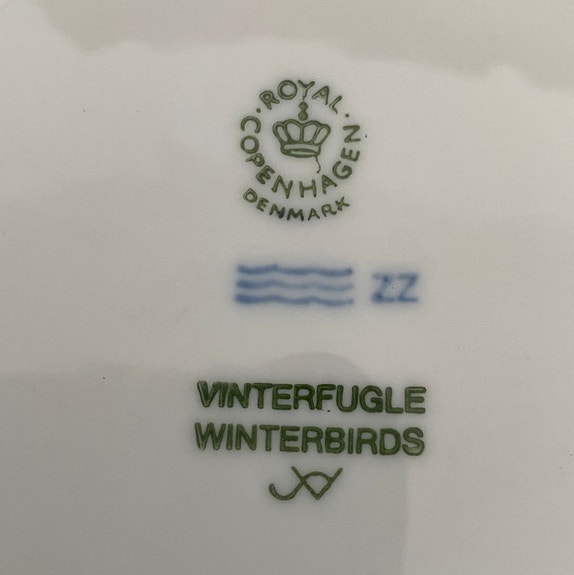 · ROYAL ·
COPENHAGEN
DENMARK
ZZ
VINTERFUGLE
WINTERBIRDS